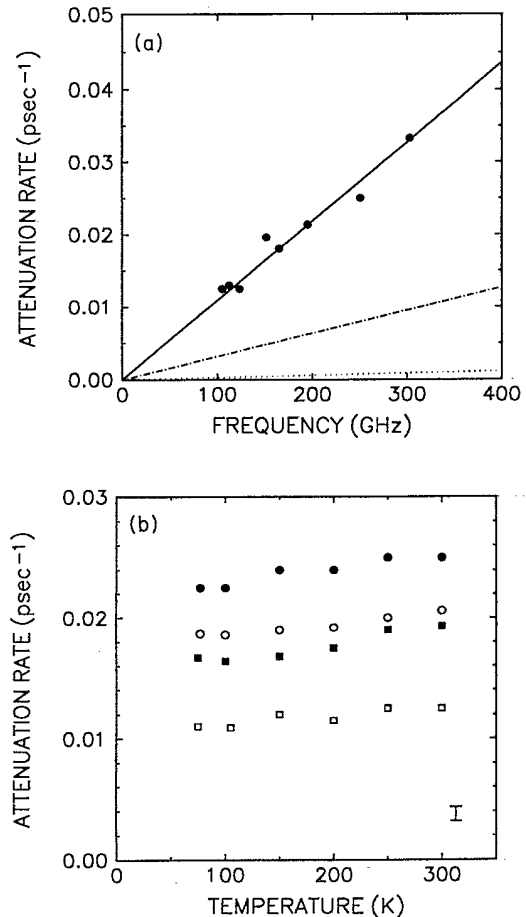 (a)
0.05
0.04
0.03
0.02
0.01
0.00
0 100 200 300 400
ATTENUATION RATE (psec⁻¹)
FREQUENCY (GHz)
(b)
0.03
0.02
0.01
0.00
0 100 200 300
ATTENUATION RATE (psec⁻¹)
TEMPERATURE (K)